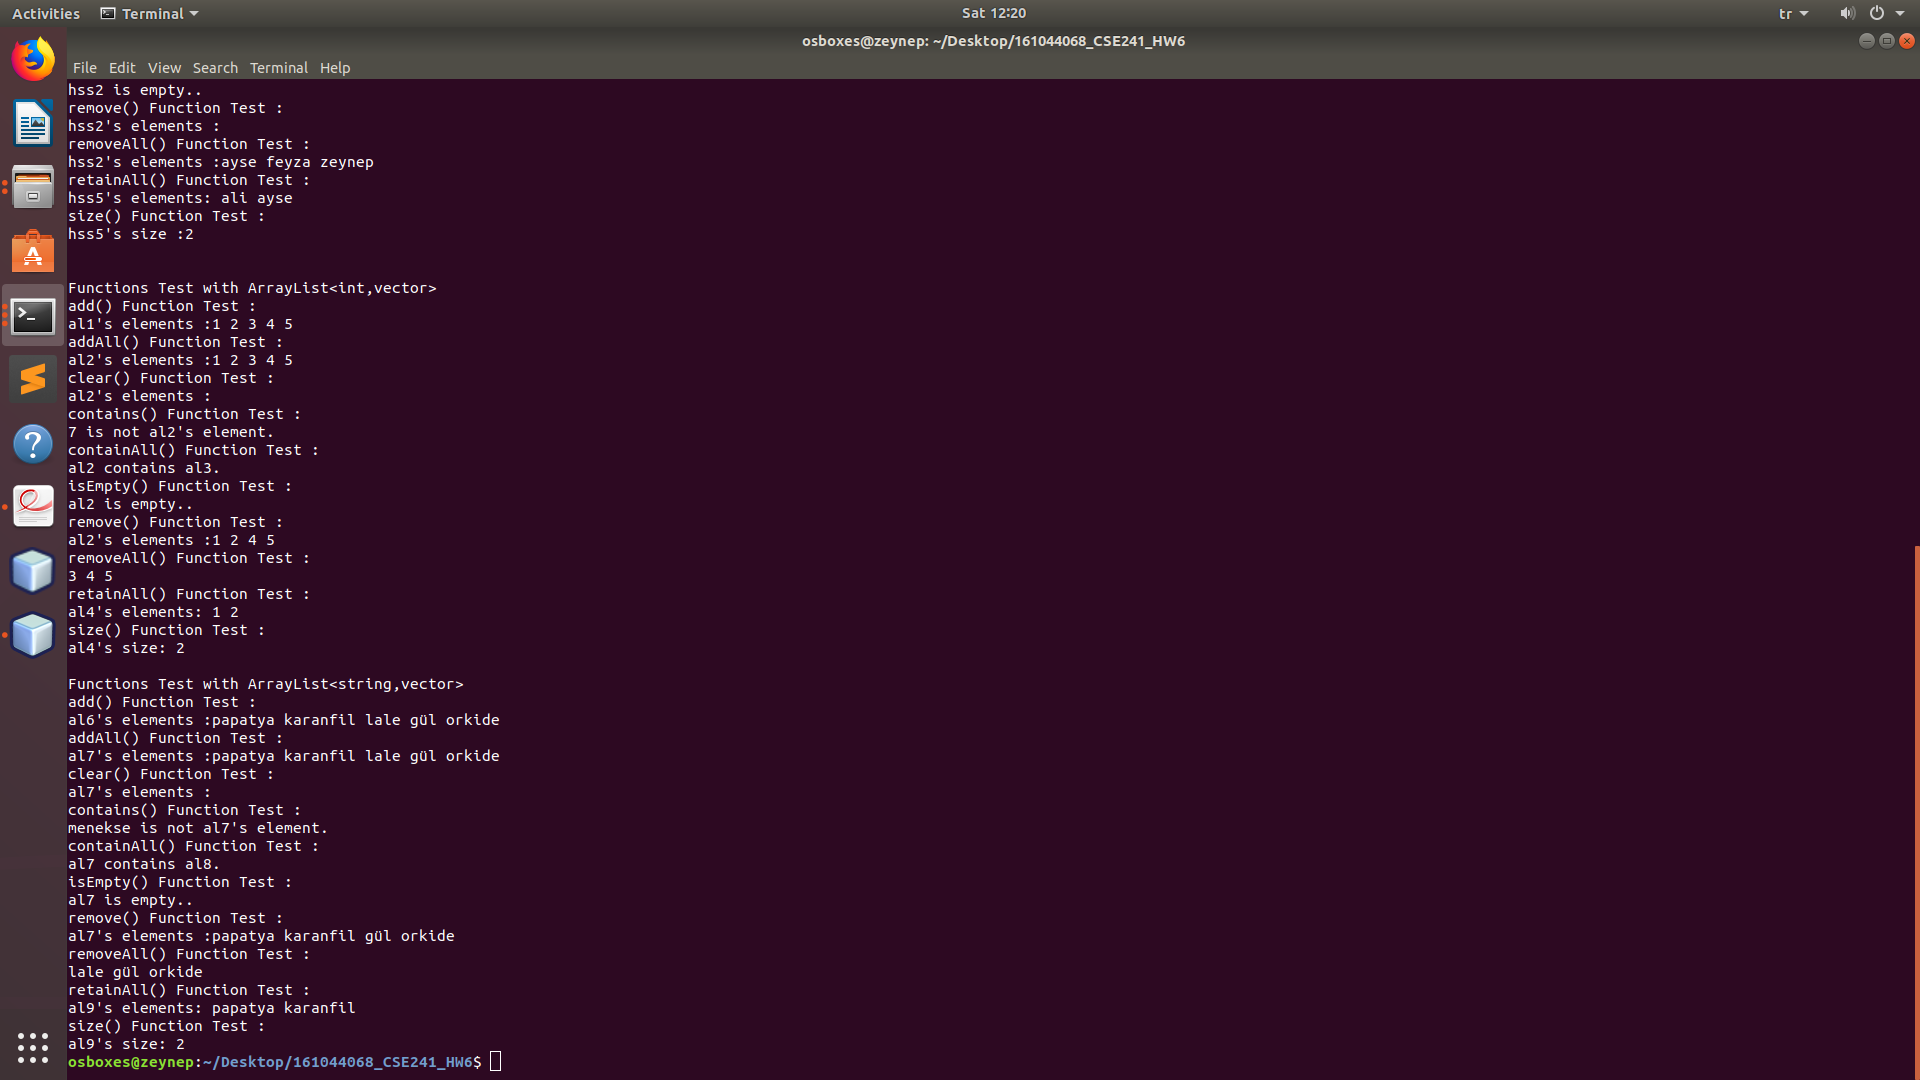 Activities Terminal Sat 12:20 tr
osboxes@zeynep: ~/Desktop/161044068_CSE241_HW6
File Edit View Search Terminal Help
hss2 is empty..
remove() Function Test :
hss2's elements :
removeAll() Function Test :
hss2's elements :ayse feyza zeynep
retainAll() Function Test :
hss5's elements: ali ayse
size() Function Test :
hss5's size :2
Functions Test with ArrayList<int,vector>
add() Function Test :
al1's elements :1 2 3 4 5
addAll() Function Test :
al2's elements :1 2 3 4 5
clear() Function Test :
al2's elements :
contains() Function Test :
7 is not al2's element.
containAll() Function Test :
al2 contains al3.
isEmpty() Function Test :
al2 is empty..
remove() Function Test :
al2's elements :1 2 4 5
removeAll() Function Test :
3 4 5
retainAll() Function Test :
al4's elements: 1 2
size() Function Test :
al4's size: 2
Functions Test with ArrayList<string,vector>
add() Function Test :
al6's elements :papatya karanfil lale gül orkide
addAll() Function Test :
al7's elements :papatya karanfil lale gül orkide
clear() Function Test :
al7's elements :
contains() Function Test :
menekse is not al7's element.
containAll() Function Test :
al7 contains al8.
isEmpty() Function Test :
al7 is empty..
remove() Function Test :
al7's elements :papatya karanfil gül orkide
removeAll() Function Test :
lale gül orkide
retainAll() Function Test :
al9's elements: papatya karanfil
size() Function Test :
al9's size: 2
osboxes@zeynep:~/Desktop/161044068_CSE241_HW6$